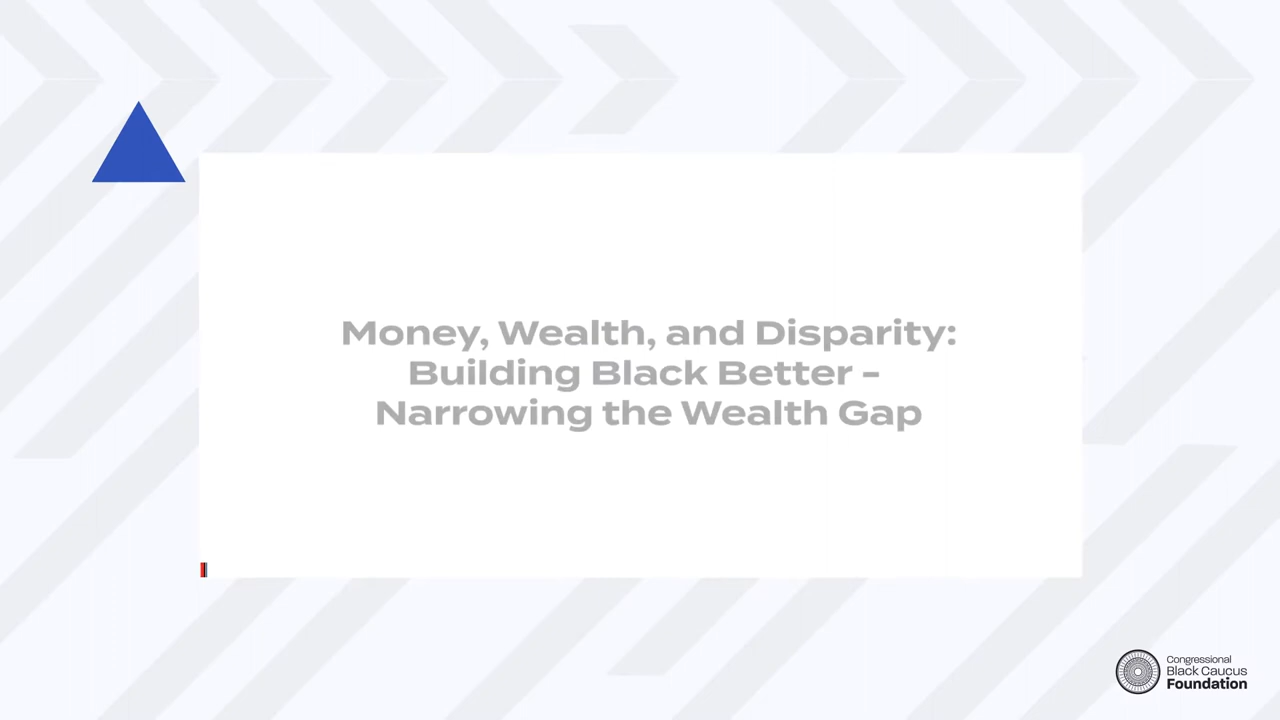 Money, Wealth, and Disparity:
Building Black Better -
Narrowing the Wealth Gap
Congressional
Black Caucus
Foundation